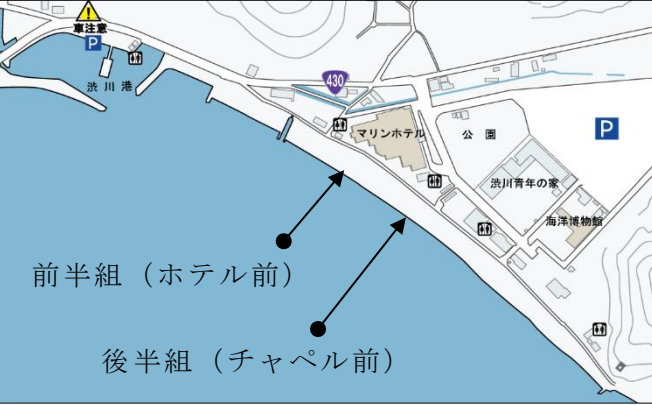 車注意
P
渋川港
430
マリンホテル
公園
P
渋川青年の家
海洋博物館
前半組（ホテル前）
後半組（チャペル前）